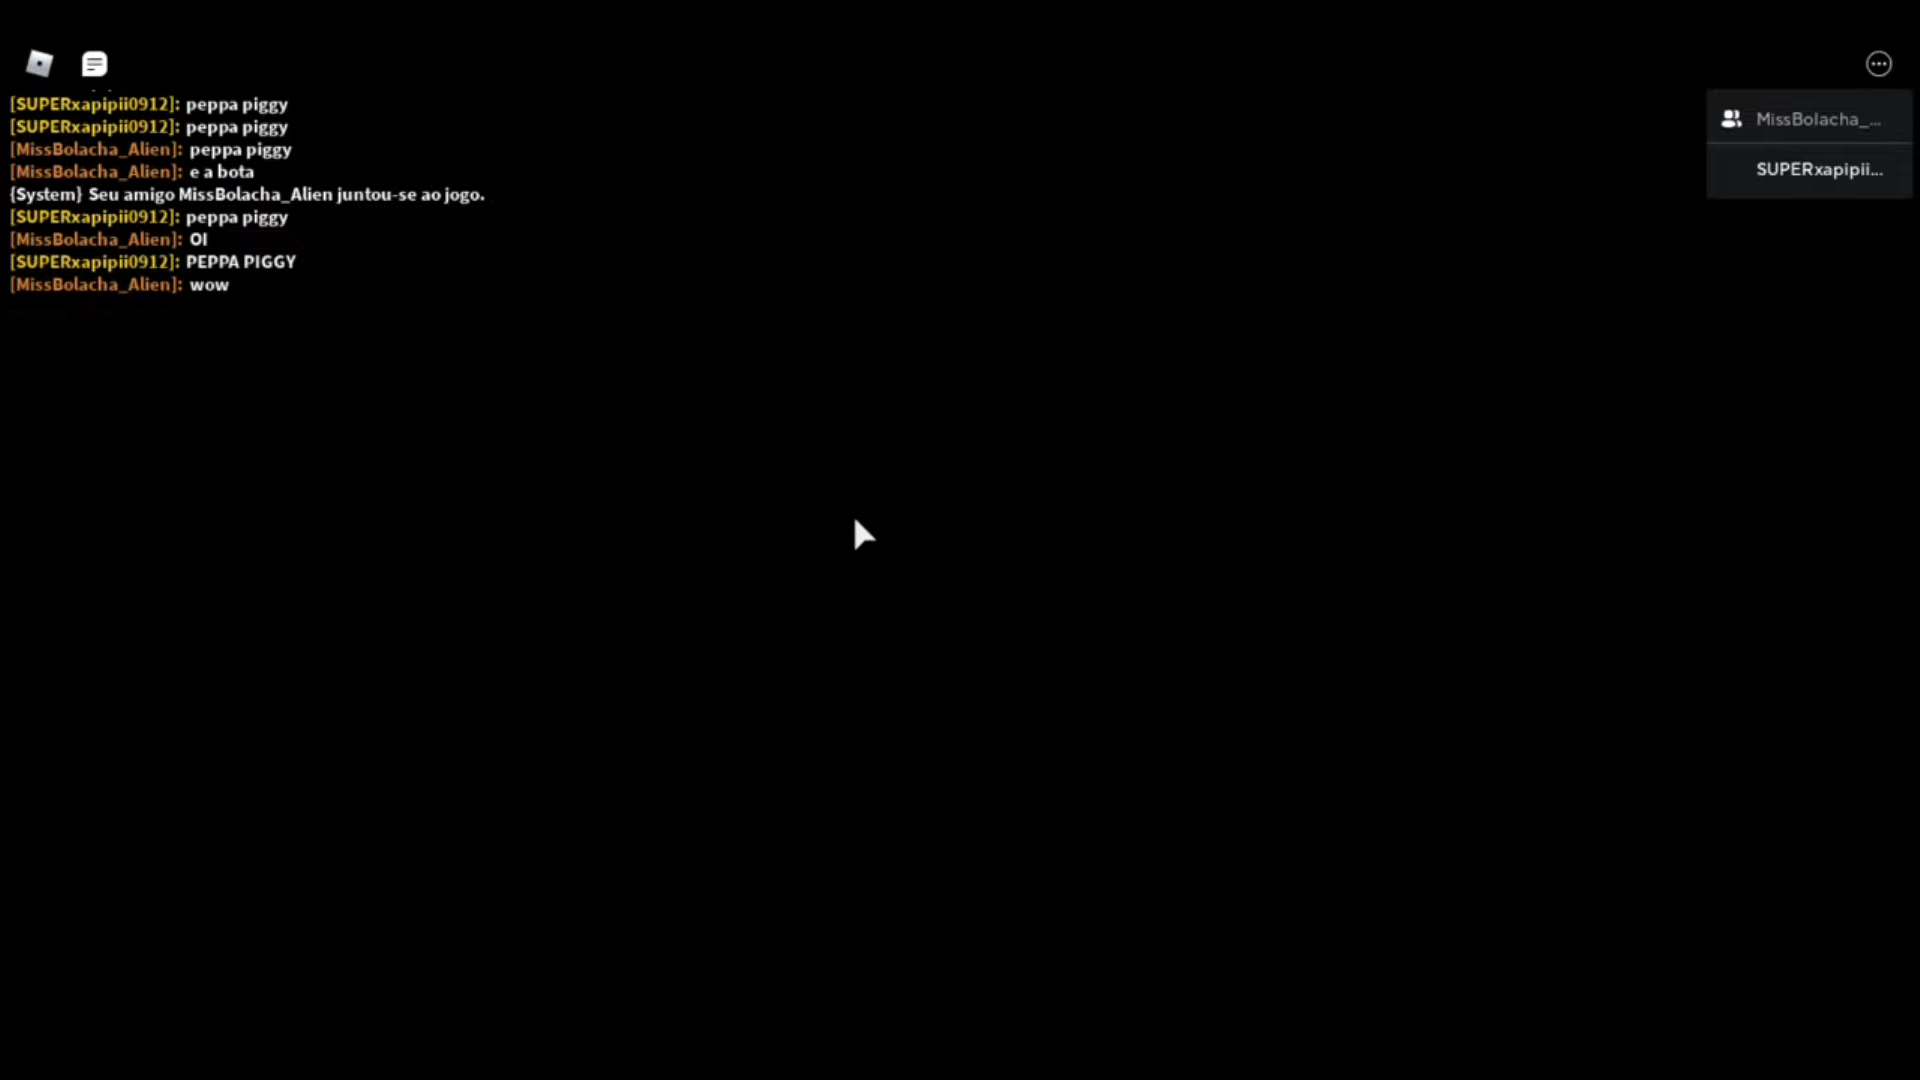 [SUPERxapipii0912]: peppa piggy
[SUPERxapipii0912]: peppa piggy
[MissBolacha_Alien]: peppa piggy
[MissBolacha_Alien]: e a bota
{System} Seu amigo MissBolacha_Alien juntou-se ao jogo.
[SUPERxapipii0912]: peppa piggy
[MissBolacha_Alien]: OI
[SUPERxapipii0912]: PEPPA PIGGY
[MissBolacha_Alien]: wow
MissBolacha_...
SUPERxapipii...